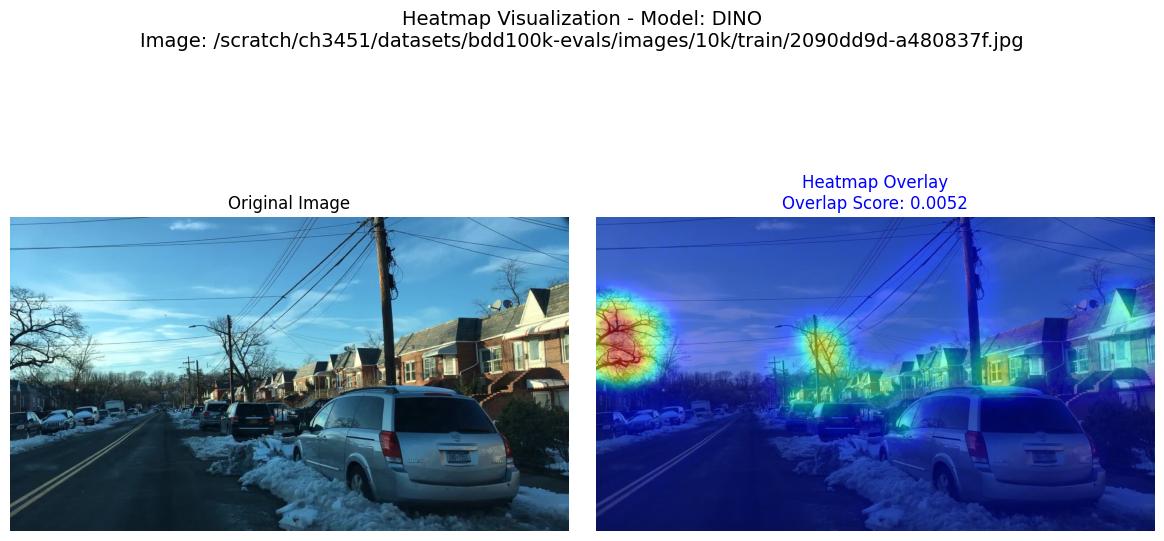 Heatmap Visualization - Model: DINO
Image: /scratch/ch3451/datasets/bdd100k-evals/images/10k/train/2090dd9d-a480837f.jpg
Original Image
Heatmap Overlay
Overlap Score: 0.0052